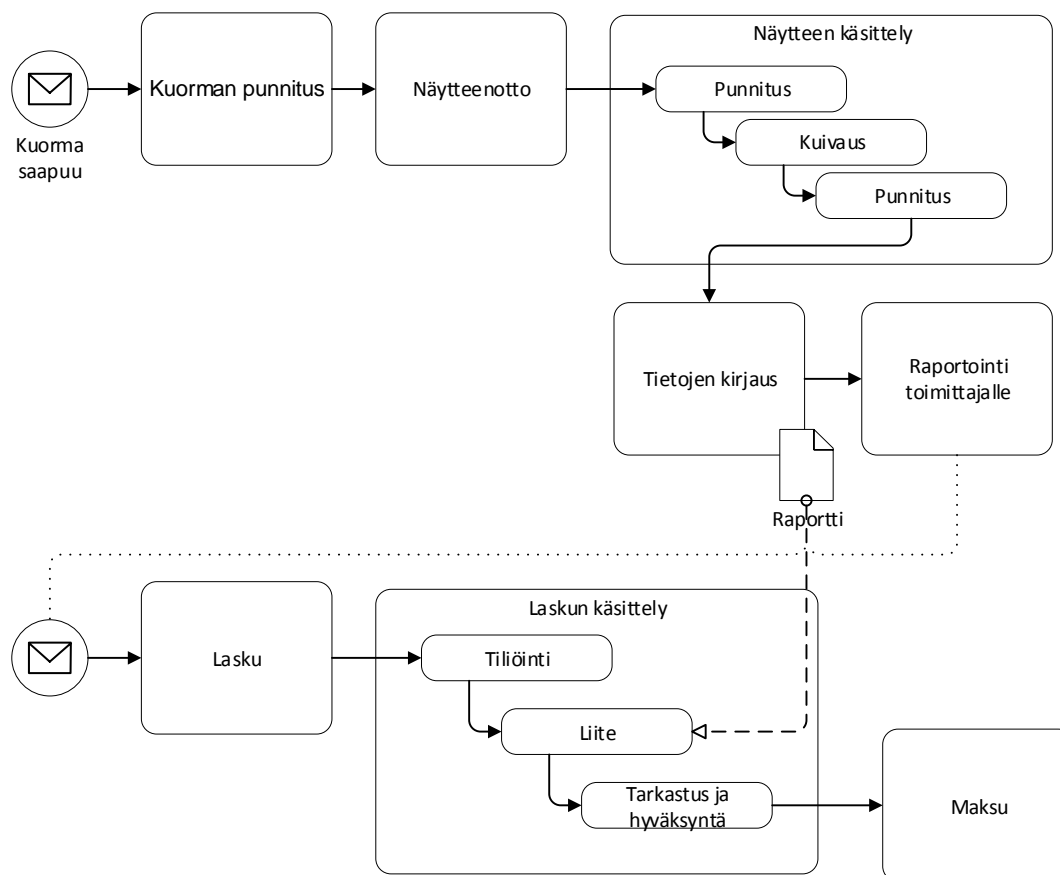 Näytteen käsittely
Kuorman punnitus
Näytteenotto
Punnitus
Kuorma
saapuu
Kuivaus
Punnitus
Tietojen kirjaus
Raportointi
toimittajalle
Raportti
Laskun käsittely
Lasku
Tiliöinti
Liite
Tarkastus ja
hyväksyntä
Maksu